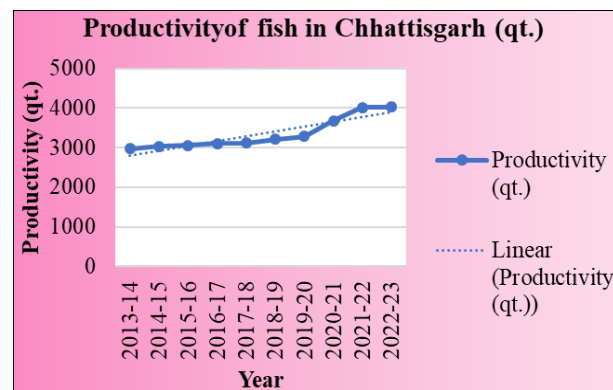 Productivityof fish in Chhattisgarh (qt.)
Productivity (qt.)
5000
4000
3000
2000
1000
0
2013-14
2014-15
2015-16
2016-17
2017-18
2018-19
2019-20
2020-21
2021-22
2022-23
Year
Productivity
(qt.)
Linear
(Productivity
(qt.))